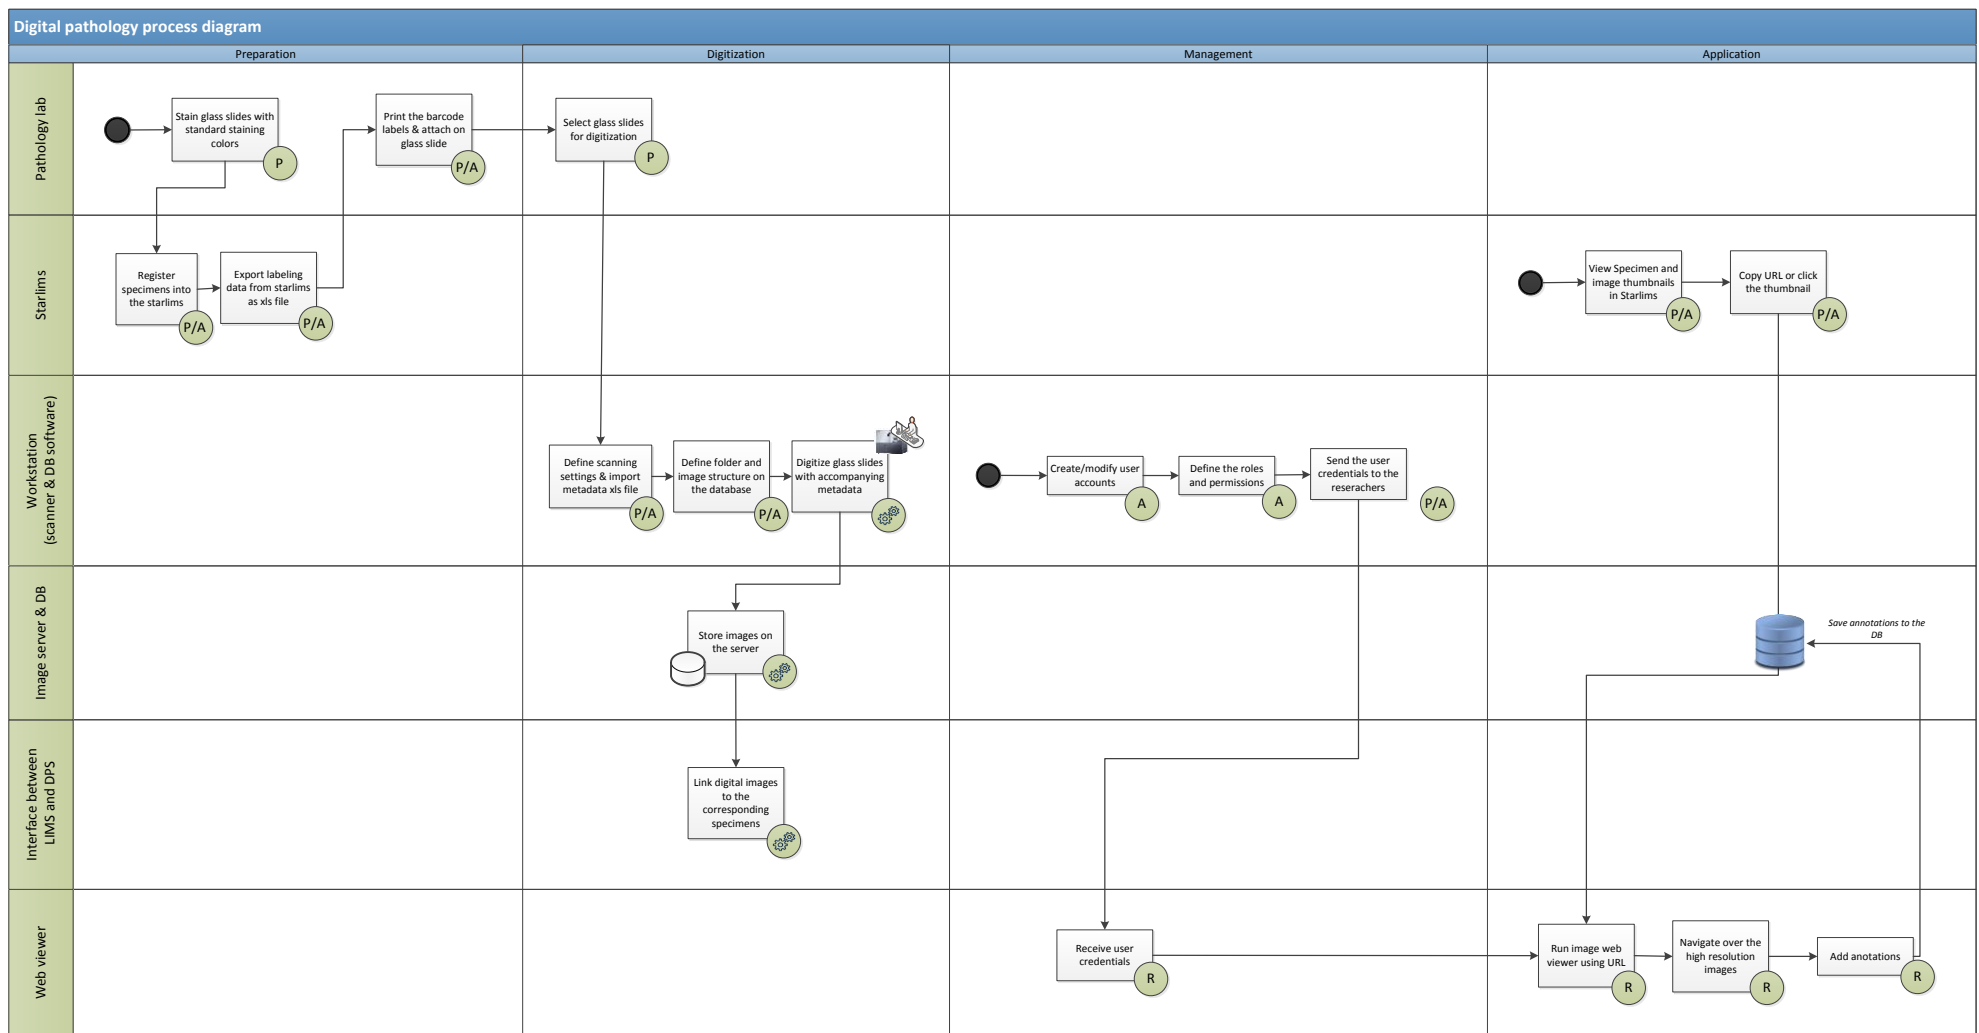 Digital pathology process diagram
Preparation
Digitization
Management
Application
Pathology lab
Stain glass slides with
standard staining
colors
P
Print the barcode
labels & attach on
glass slide
P/A
Select glass slides
for digitization
P
Starlims
Register
specimens into
the starlims
P/A
Export labeling
data from starlims
as xls file
P/A
View Specimen and
image thumbnails
in Starlims
P/A
Copy URL or click
the thumbnail
P/A
Workstation
(scanner & DB software)
Define scanning
settings & import
metadata xls file
P/A
Define folder and
image structure on
the database
P/A
Digitize glass slides
with accompanying
metadata
Create/modify user
accounts
A
Define the roles
and permissions
A
Send the user
credentials to the
reserachers
P/A
Image server & DB
Store images on
the server
Save annotations to the
DB
Interface between
LIMS and DPS
Link digital images
to the
corresponding
specimens
Web viewer
Receive user
credentials
R
Run image web
viewer using URL
R
Navigate over the
high resolution
images
R
Add anotations
R